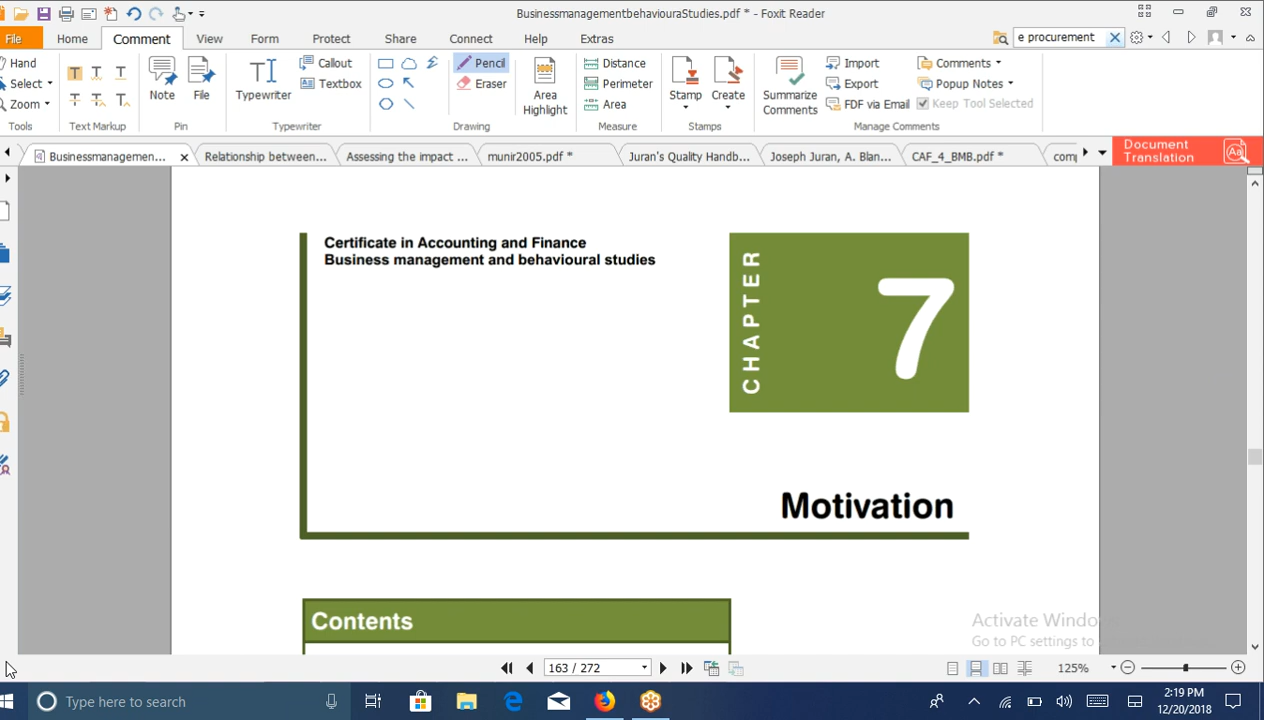 BusinessmanagementbehaviouraStudies.pdf * - Foxit Reader
File Home Comment View Form Protect Share Connect Help Extras
e procurement
Hand
Select
Zoom
Tools
Text Markup
Note
File
Pin
Typewriter
Callout
Textbox
Typewriter
Pencil
Eraser
Area
Highlight
Drawing
Distance
Perimeter
Area
Measure
Stamp
Create
Stamps
Summarize
Comments
Import
Export
FDF via Email
Comments
Popup Notes
Keep Tool Selected
Manage Comments
Businessmanagemen... Relationship between... Assessing the impact ... munir2005.pdf * Juran's Quality Handb... Joseph Juran, A. Blan... CAF_4_BMB.pdf *
Document
Translation
Certificate in Accounting and Finance
Business management and behavioural studies
CHAPTER
7
Motivation
Contents
Activate Windo
Go to PC settings to
163 / 272
125%
Type here to search
2:19 PM
12/20/2018